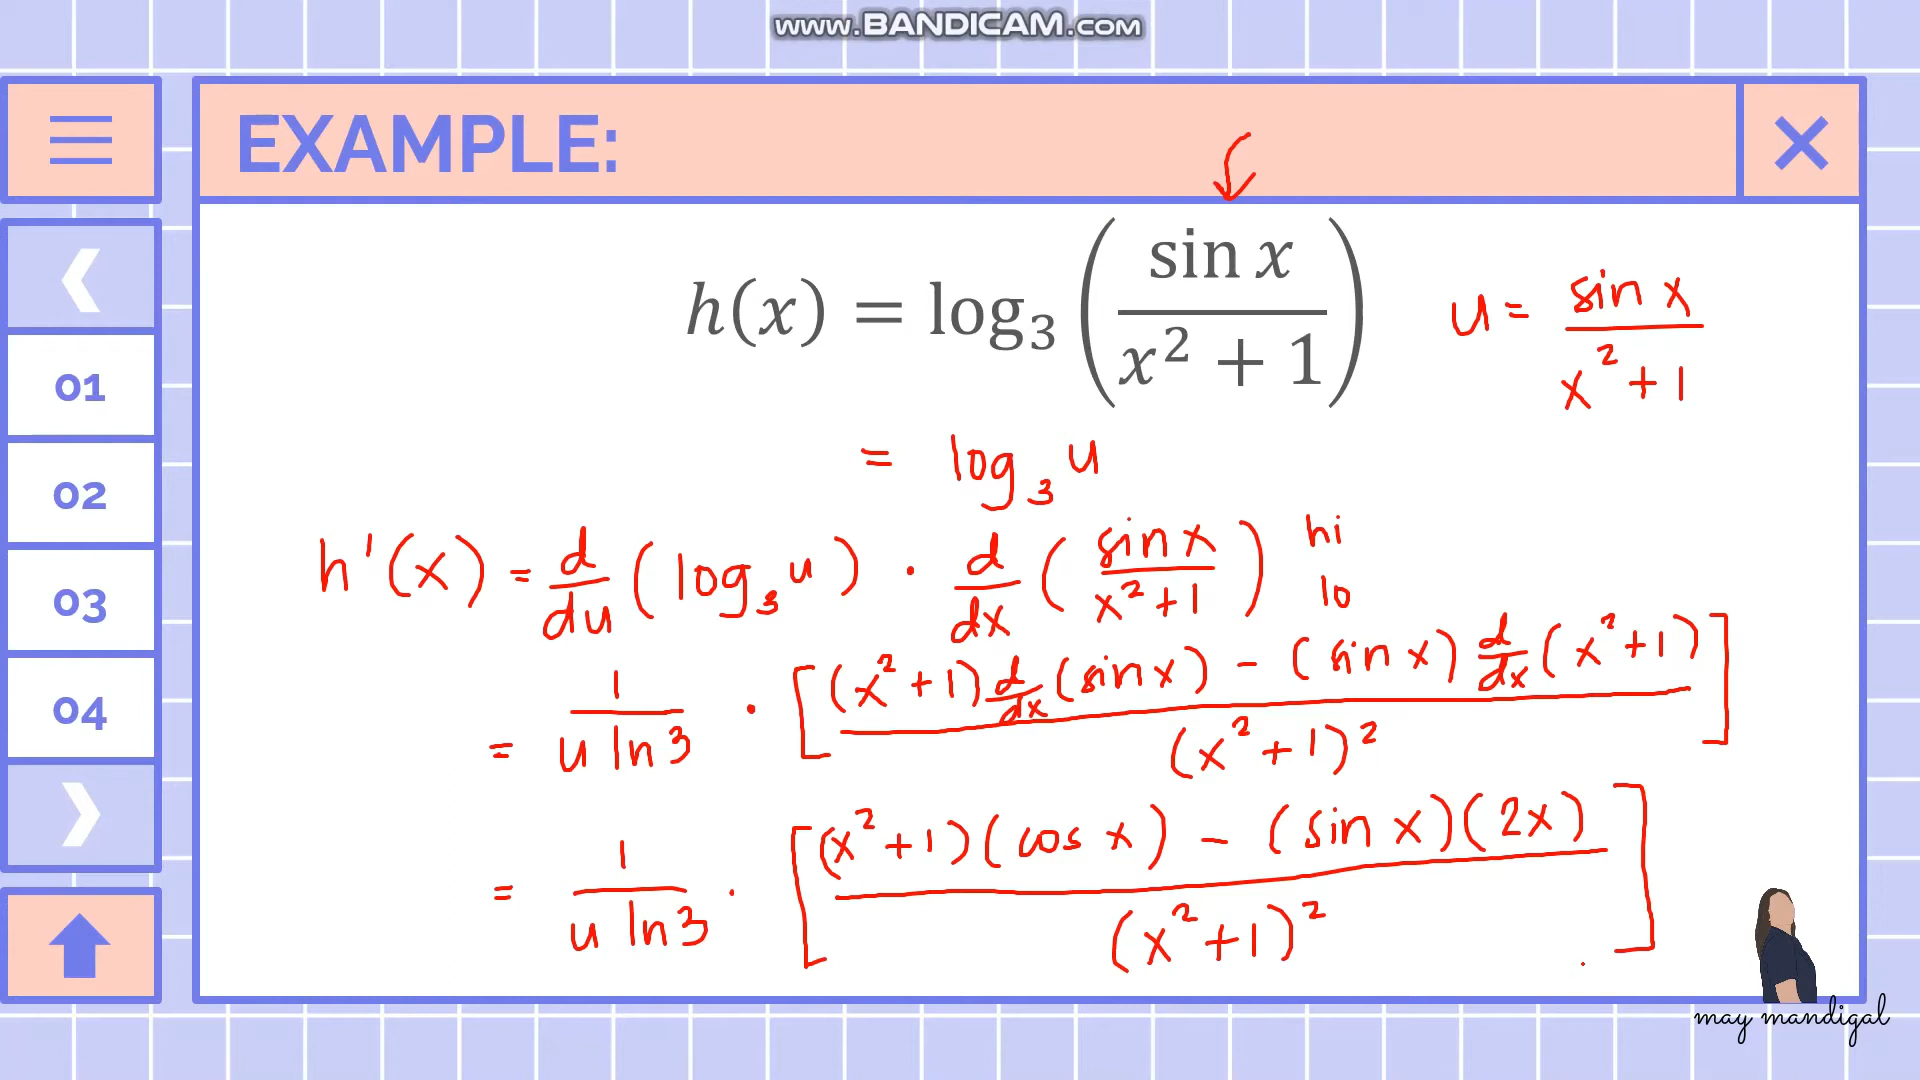 www.BANDICAM.com
EXAMPLE:
01
02
03
04
h(x) = log₃ (sin x / x² + 1)
u = sin x / x² + 1
= log₃ u
h'(x) = d/du (log₃ u) · d/dx (sin x / x² + 1) hi lo
= 1 / u ln 3 · [(x² + 1) d/dx (sin x) − (sin x) d/dx (x² + 1) / (x² + 1)²]
= 1 / u ln 3 · [(x² + 1)(cos x) − (sin x)(2x) / (x² + 1)²]
may mandigal